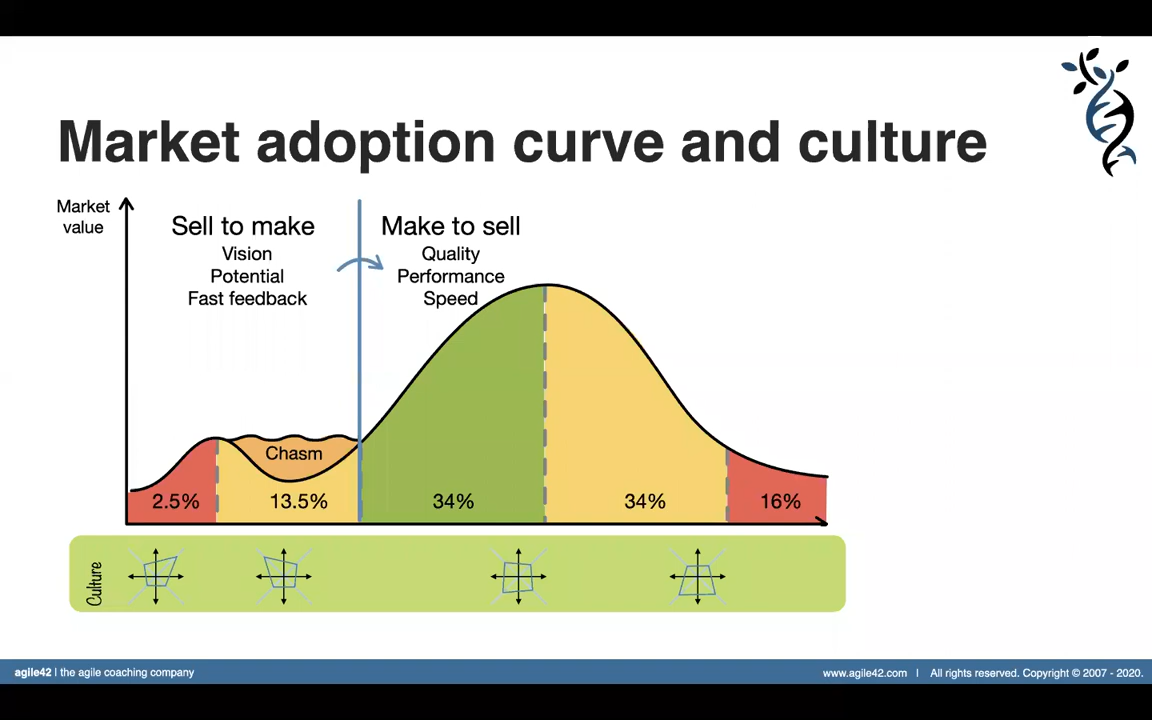 Market adoption curve and culture
Market
value
Sell to make
Vision
Potential
Fast feedback
Make to sell
Quality
Performance
Speed
Chasm
2.5%
13.5%
34%
34%
16%
Culture
agile42 | the agile coaching company
www.agile42.com | All rights reserved. Copyright © 2007 - 2020.